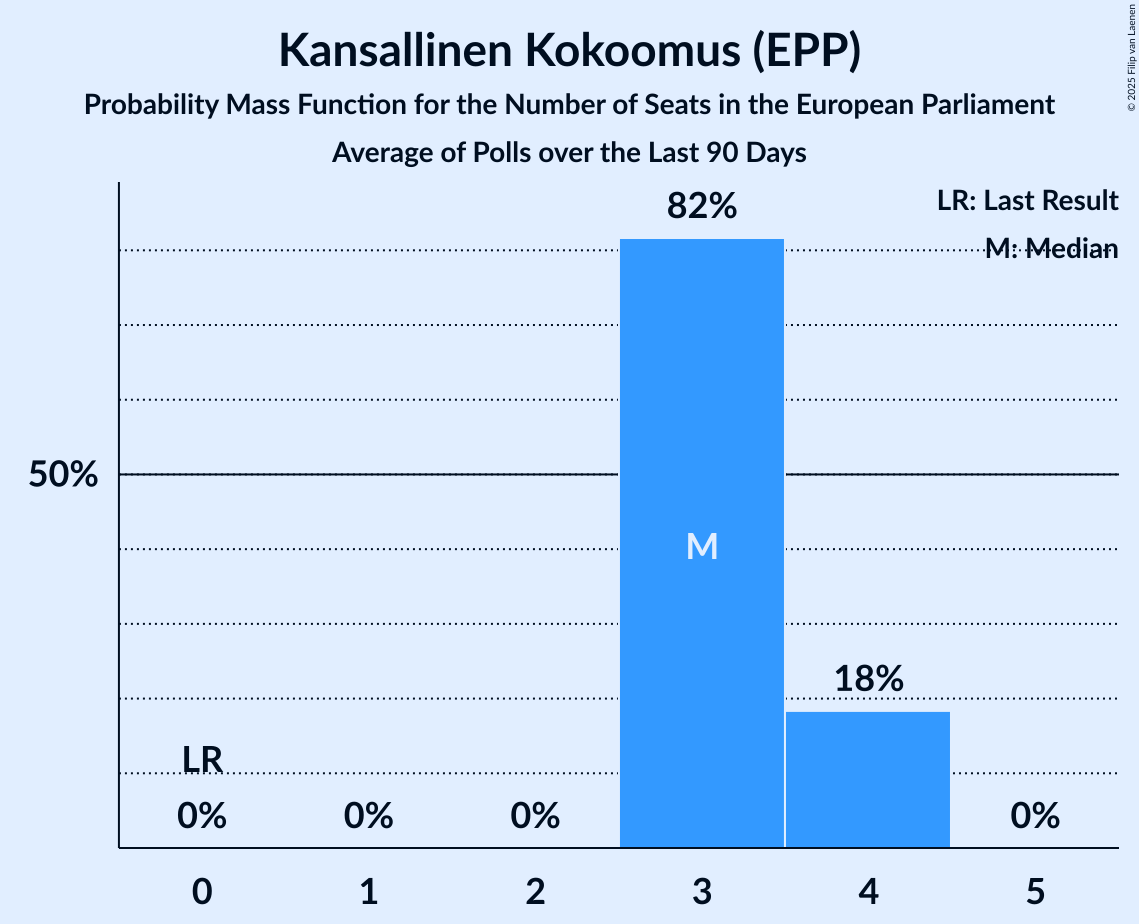 Kansallinen Kokoomus (EPP)
Probability Mass Function for the Number of Seats in the European Parliament
Average of Polls over the Last 90 Days
© 2025 Filip van Laenen
LR: Last Result
M: Median
82%
50%
M
18%
LR
0% 0% 0% 0%
0 1 2 3 4 5